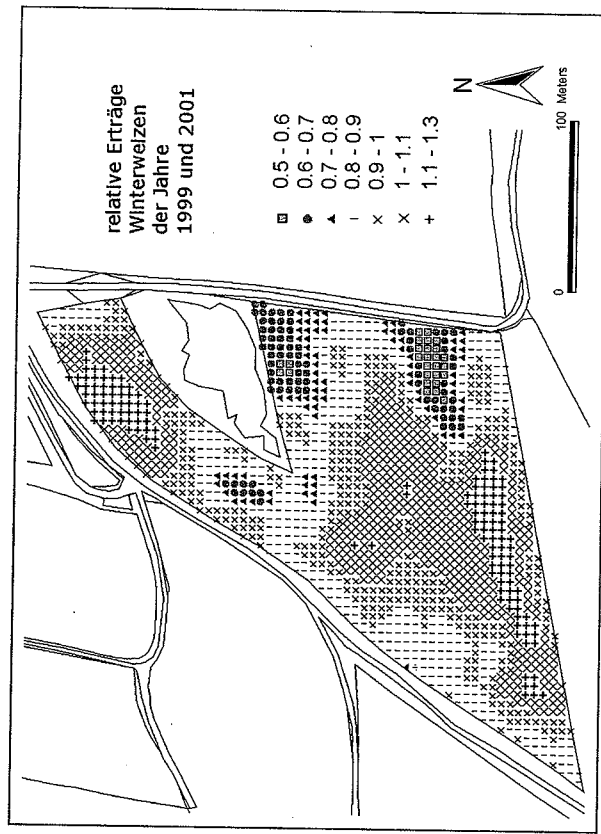 relative Erträge
Winterweizen
der Jahre
1999 und 2001
0.5 - 0.6
0.6 - 0.7
0.7 - 0.8
0.8 - 0.9
0.9 - 1
1 - 1.1
1.1 - 1.3
N
0 100 Meters